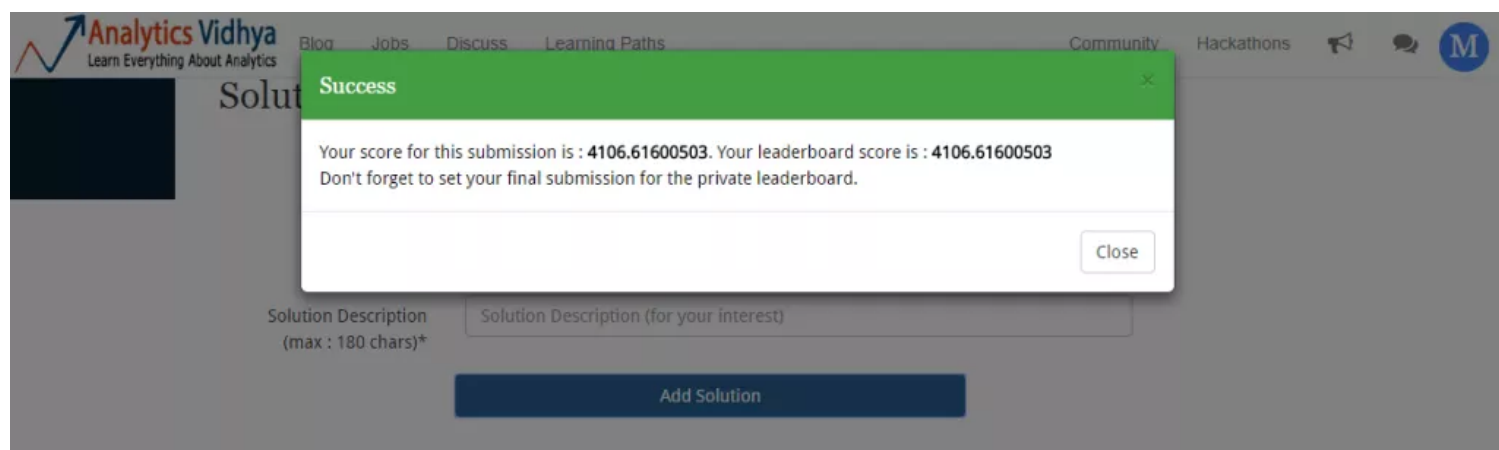 Analytics Vidhya
Learn Everything About Analytics
Blog Jobs Discuss Learning Paths Community Hackathons M
Solut
Success ×
Your score for this submission is : 4106.61600503. Your leaderboard score is : 4106.61600503
Don't forget to set your final submission for the private leaderboard.
Close
Solution Description Solution Description (for your interest)
(max : 180 chars)*
Add Solution